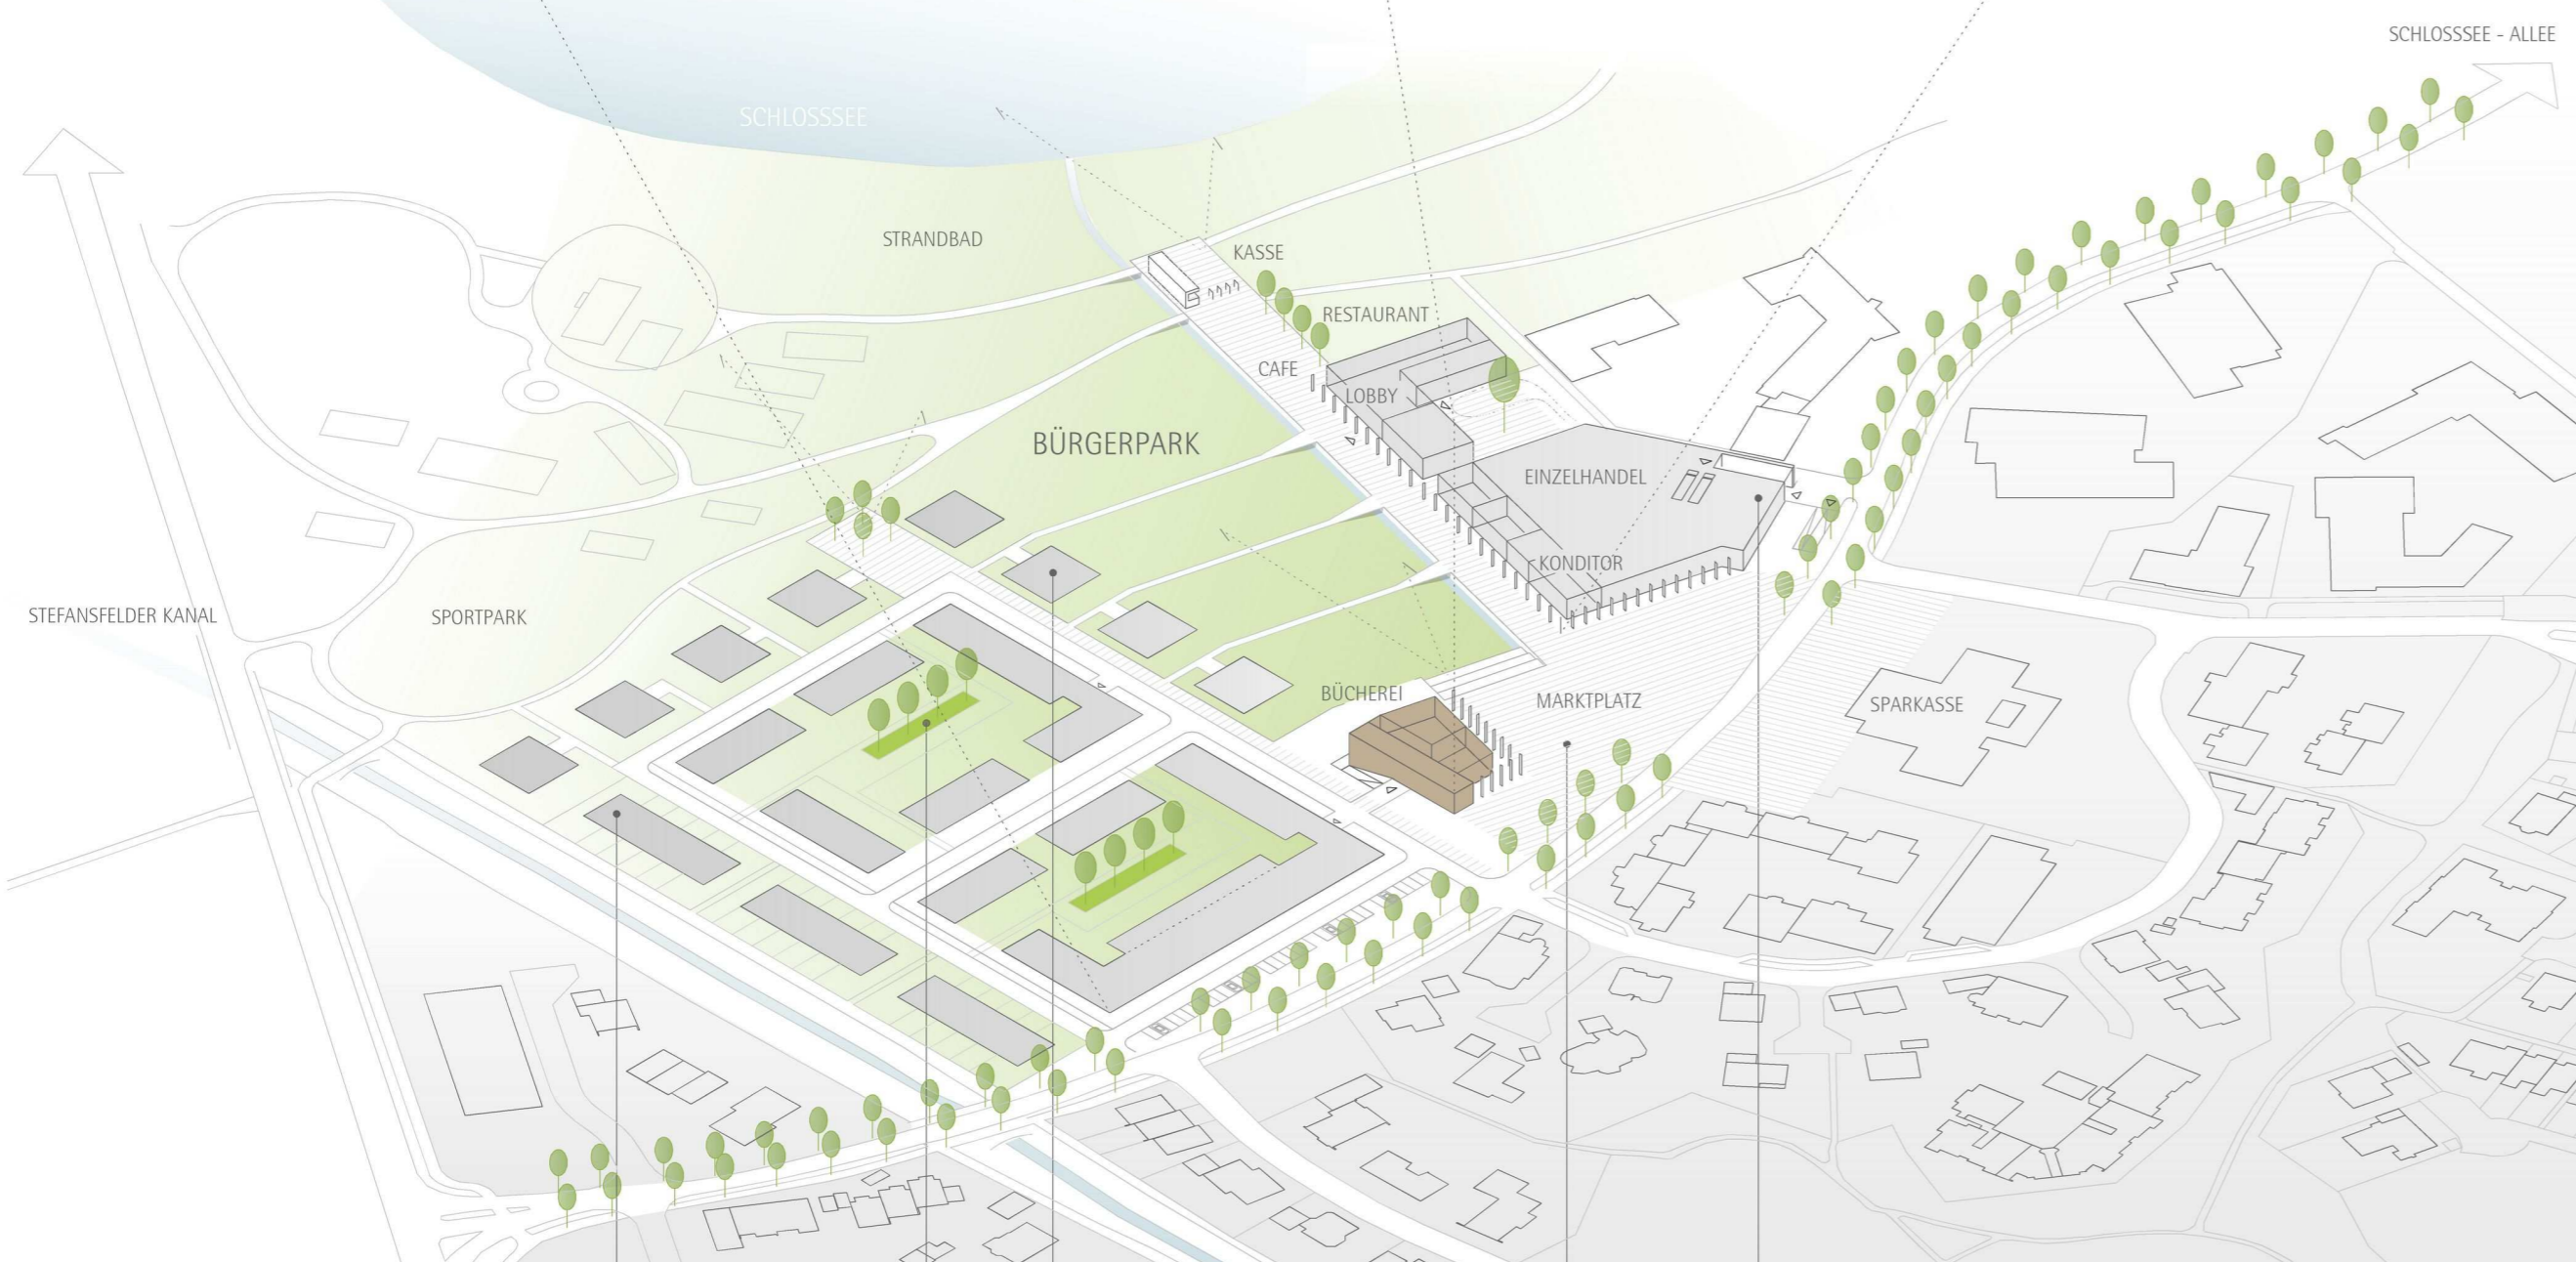 SCHLOSSSEE - ALLEE
SCHLOSSSEE
STRANDBAD
KASSE
RESTAURANT
CAFE
LOBBY
BÜRGERPARK
EINZELHANDEL
KONDITOR
STEFANSFELDER KANAL
SPORTPARK
BÜCHEREI
MARKTPLATZ
SPARKASSE